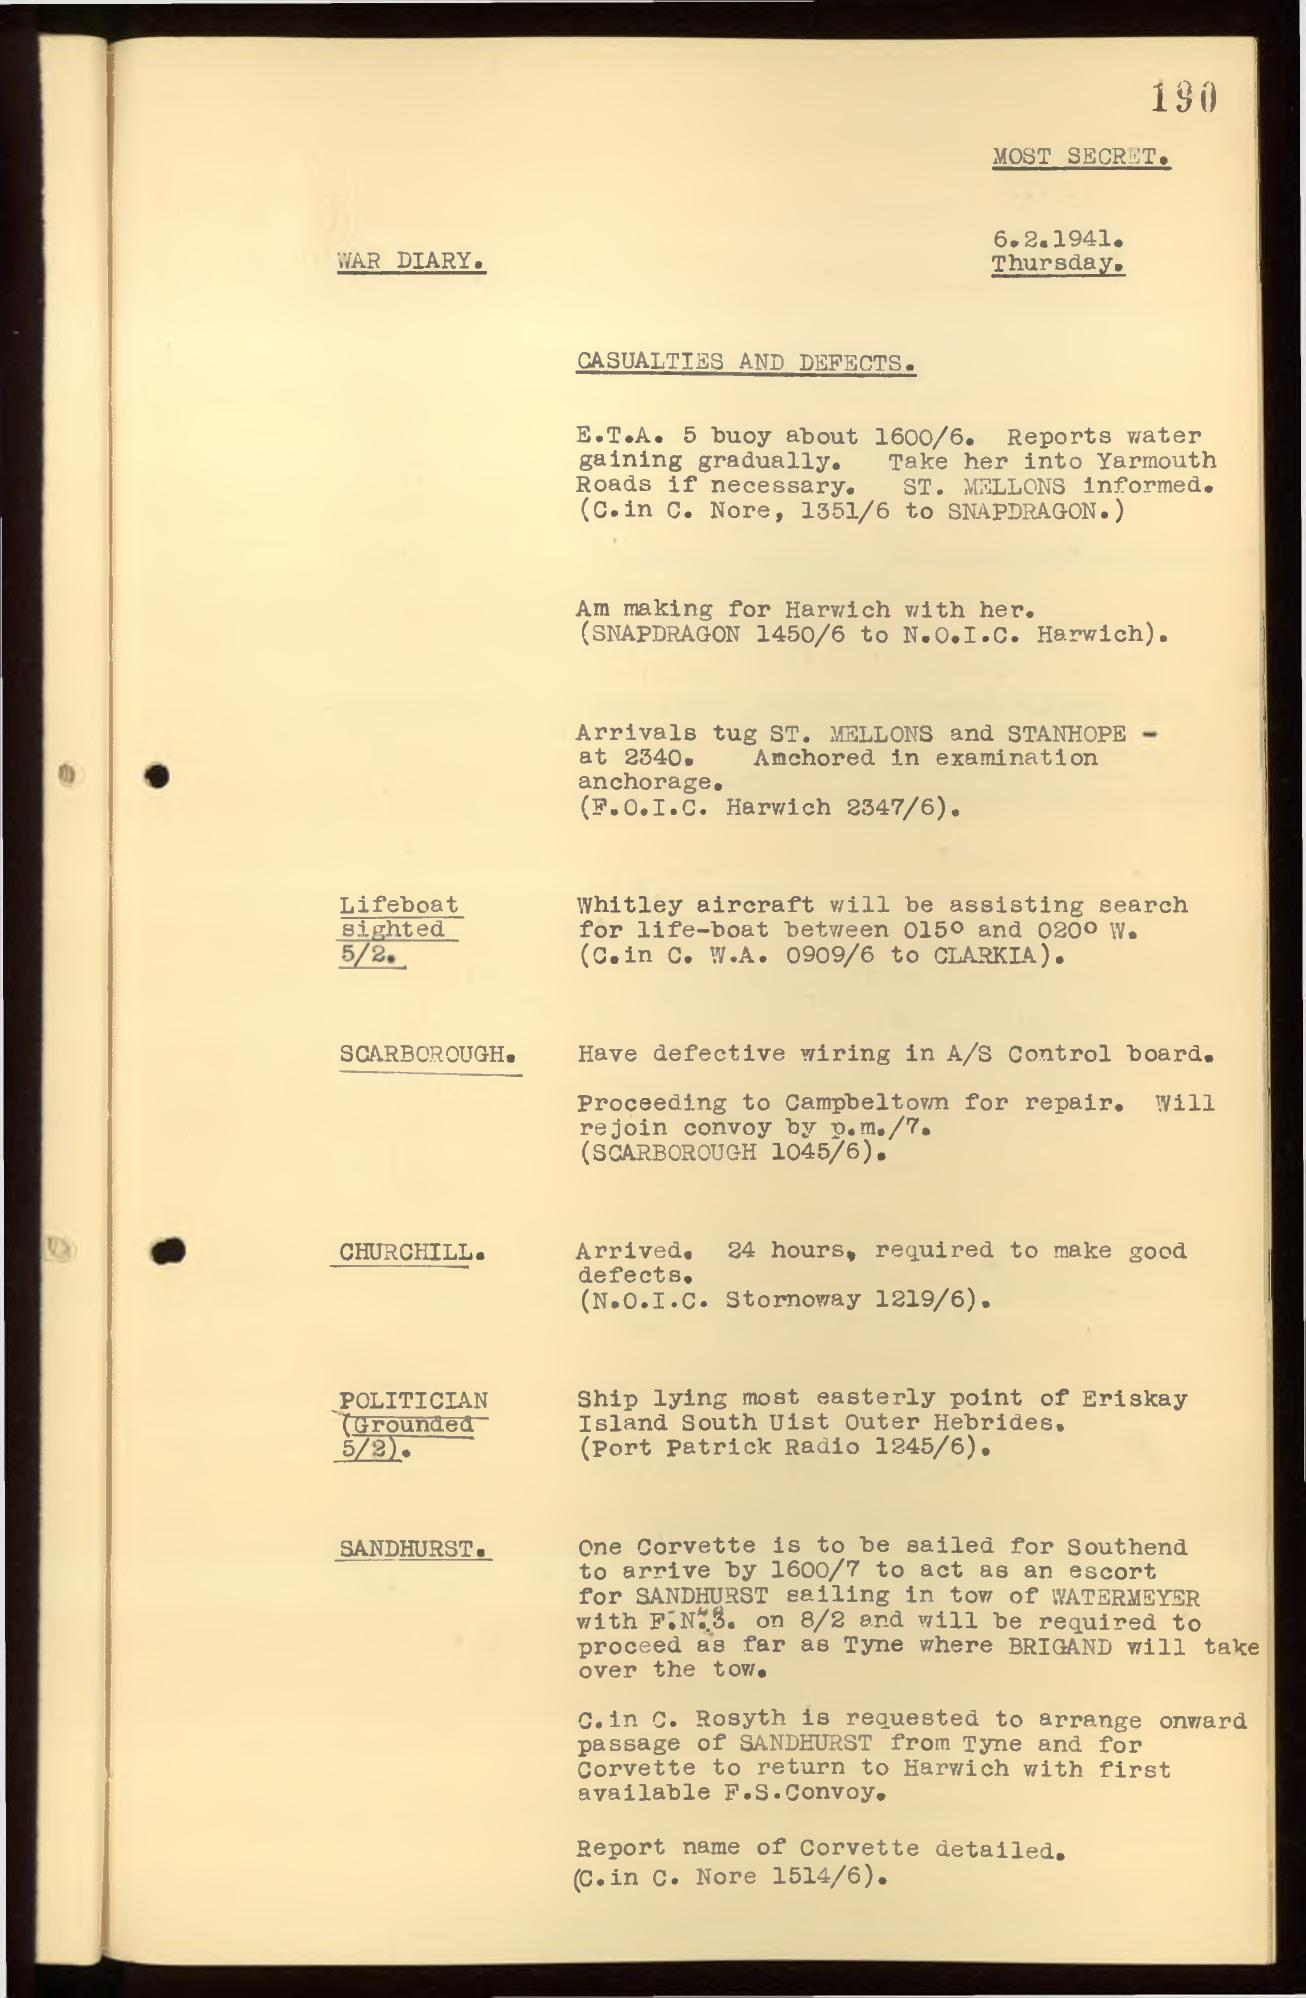 190
MOST SECRET.
6.2.1941.
WAR DIARY.
Thursday.
CASUALTIES AND DEFECTS.
E.T.A. 5 buoy about 1600/6. Reports water
gaining gradually. Take her into Yarmouth
Roads if necessary. ST. MELLONS informed.
(C.in C. Nore, 1351/6 to SNAPDRAGON.)
Am making for Harwich with her.
(SNAPDRAGON 1450/6 to N.O.I.C. Harwich).
Arrivals tug ST. MELLONS and STANHOPE -
at 2340. Anchored in examination
anchorage.
(F.O.I.C. Harwich 2347/6).
Lifeboat
sighted
5/2.
Whitley aircraft will be assisting search
for life-boat between 015° and 020° W.
(C.in C. W.A. 0909/6 to CLARKIA).
SCARBOROUGH.
Have defective wiring in A/S Control board.
Proceeding to Campbeltown for repair. Will
rejoin convoy by p.m./7.
(SCARBOROUGH 1045/6).
CHURCHILL.
Arrived. 24 hours, required to make good
defects.
(N.O.I.C. Stornoway 1219/6).
POLITICIAN
(Grounded
5/2).
Ship lying most easterly point of Eriskay
Island South Uist Outer Hebrides.
(Port Patrick Radio 1245/6).
SANDHURST.
One Corvette is to be sailed for Southend
to arrive by 1600/7 to act as an escort
for SANDHURST sailing in tow of WATERMEYER
with F.N. on 8/2 and will be required to
proceed as far as Tyne where BRIGAND will take
over the tow.
C.in C. Rosyth is requested to arrange onward
passage of SANDHURST from Tyne and for
Corvette to return to Harwich with first
available F.S.Convoy.
Report name of Corvette detailed.
(C.in C. Nore 1514/6).